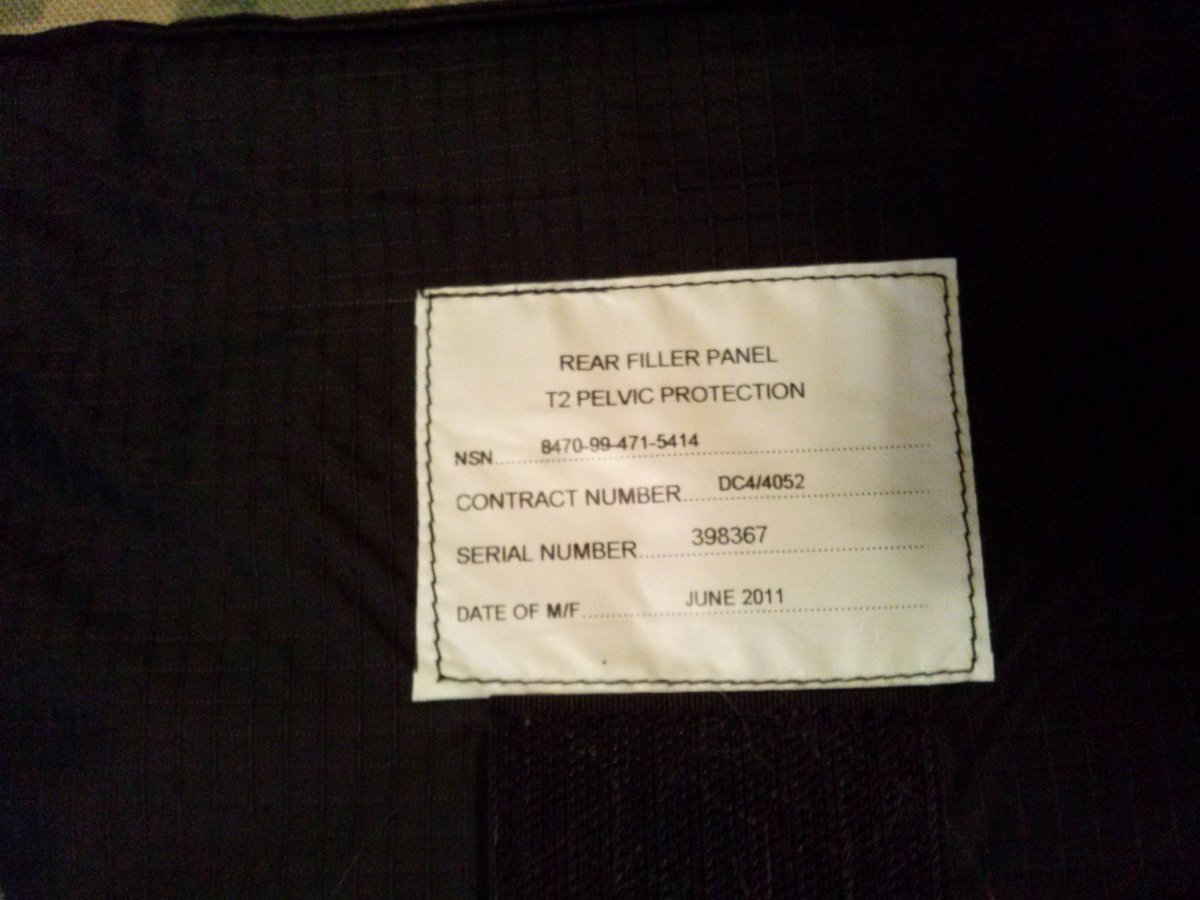 REAR FILLER PANEL
T2 PELVIC PROTECTION
NSN 8470-99-471-5414
CONTRACT NUMBER DC4/4052
SERIAL NUMBER 398367
DATE OF M/F JUNE 2011